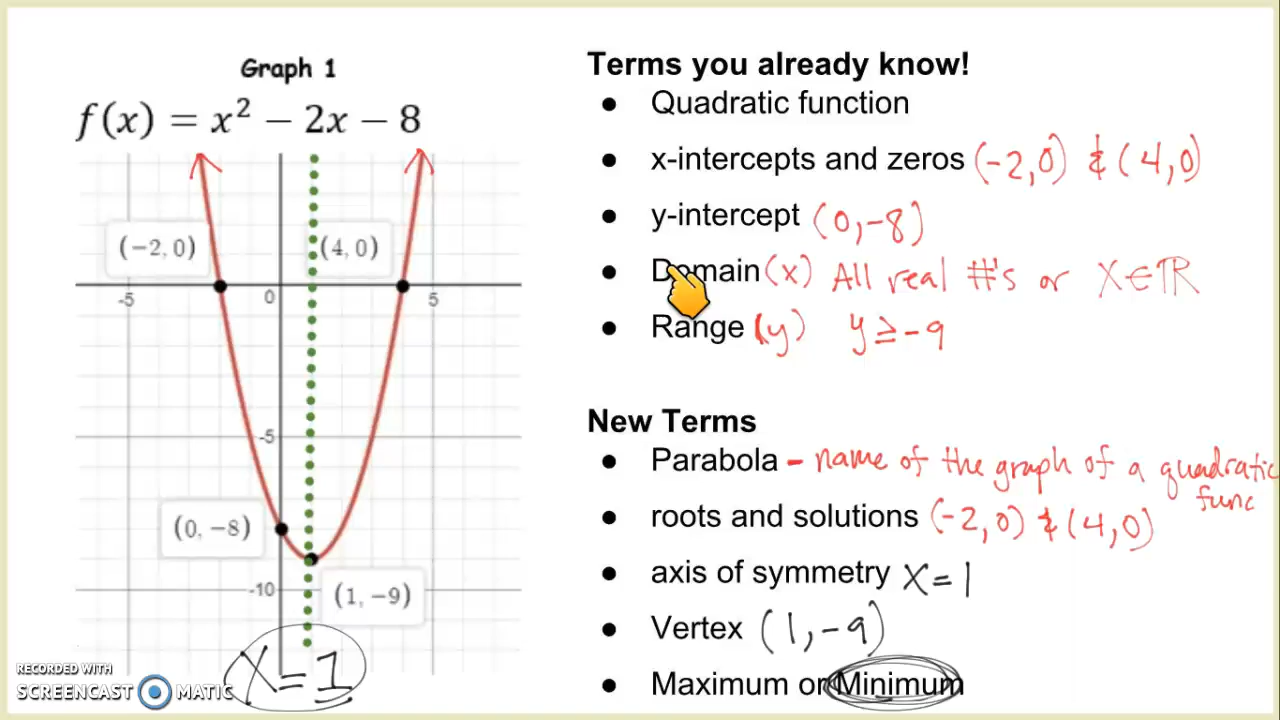 Graph 1
f(x) = x² − 2x − 8
(−2, 0)
(4, 0)
-5
0
5
-5
(0, −8)
-10
(1, −9)
x = 1
RECORDED WITH
SCREENCAST MATIC
Terms you already know!
● Quadratic function
● x-intercepts and zeros (-2,0) & (4,0)
● y-intercept (0,-8)
● Domain (x) All real #'s or X∈ℝ
● Range (y) y ≥ -9
New Terms
● Parabola - name of the graph of a quadratic
func
● roots and solutions (-2,0) & (4,0)
● axis of symmetry X=1
● Vertex (1,-9)
● Maximum or Minimum